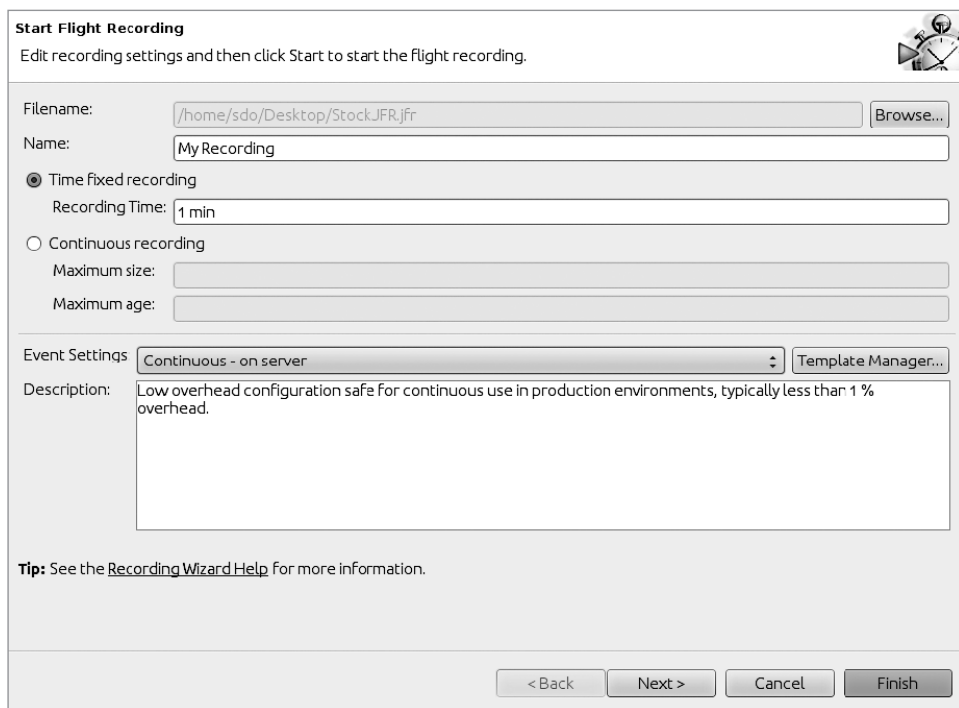 Start Flight Recording
Edit recording settings and then click Start to start the flight recording.
Filename:
/home/sdo/Desktop/StockJFR.jfr
Browse...
Name:
My Recording
Time fixed recording
Recording Time:
1 min
Continuous recording
Maximum size:
Maximum age:
Event Settings
Continuous - on server
Template Manager...
Description:
Low overhead configuration safe for continuous use in production environments, typically less than 1 %
overhead.
Tip: See the Recording Wizard Help for more information.
< Back
Next >
Cancel
Finish